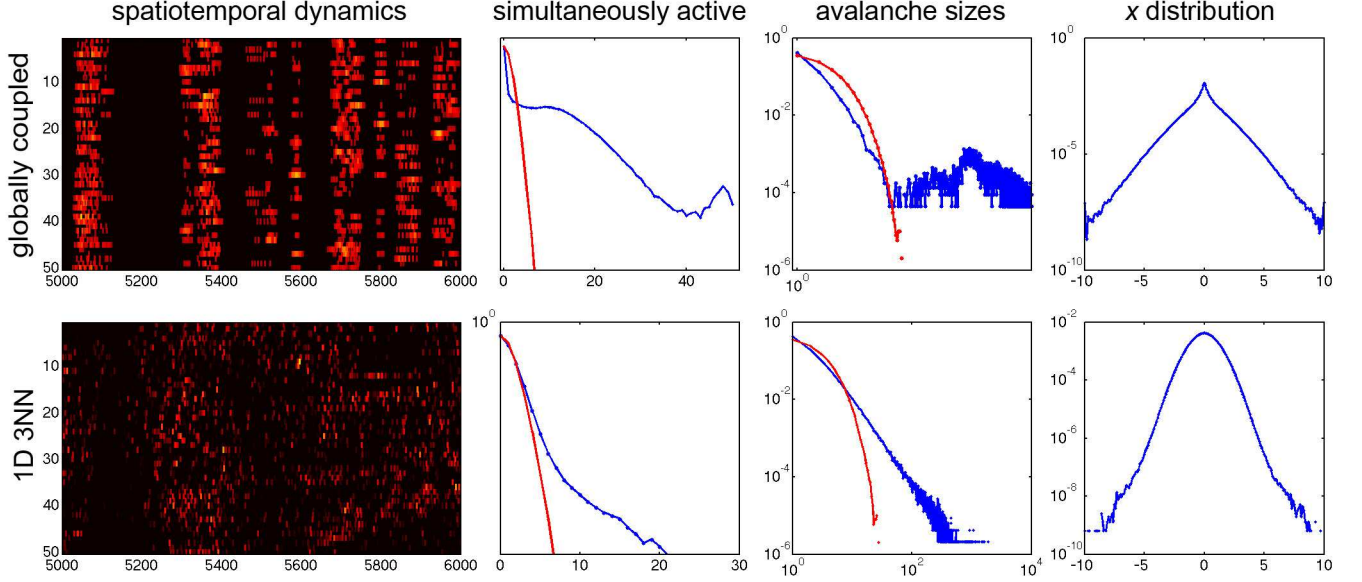 spatiotemporal dynamics simultaneously active avalanche sizes x distribution
globally coupled
10
20
30
40
50
5000 5200 5400 5600 5800 6000
0 20 40
10^0
10^-2
10^-4
10^-6
10^0
10^0
10^-5
10^-10
-10 -5 0 5 10
1D 3NN
10
20
30
40
50
5000 5200 5400 5600 5800 6000
10^0
0 10 20 30
10^0
10^-2
10^-4
10^-6
10^0 10^2 10^4
10^0
10^-2
10^-4
10^-6
10^-8
10^-10
-10 -5 0 5 10